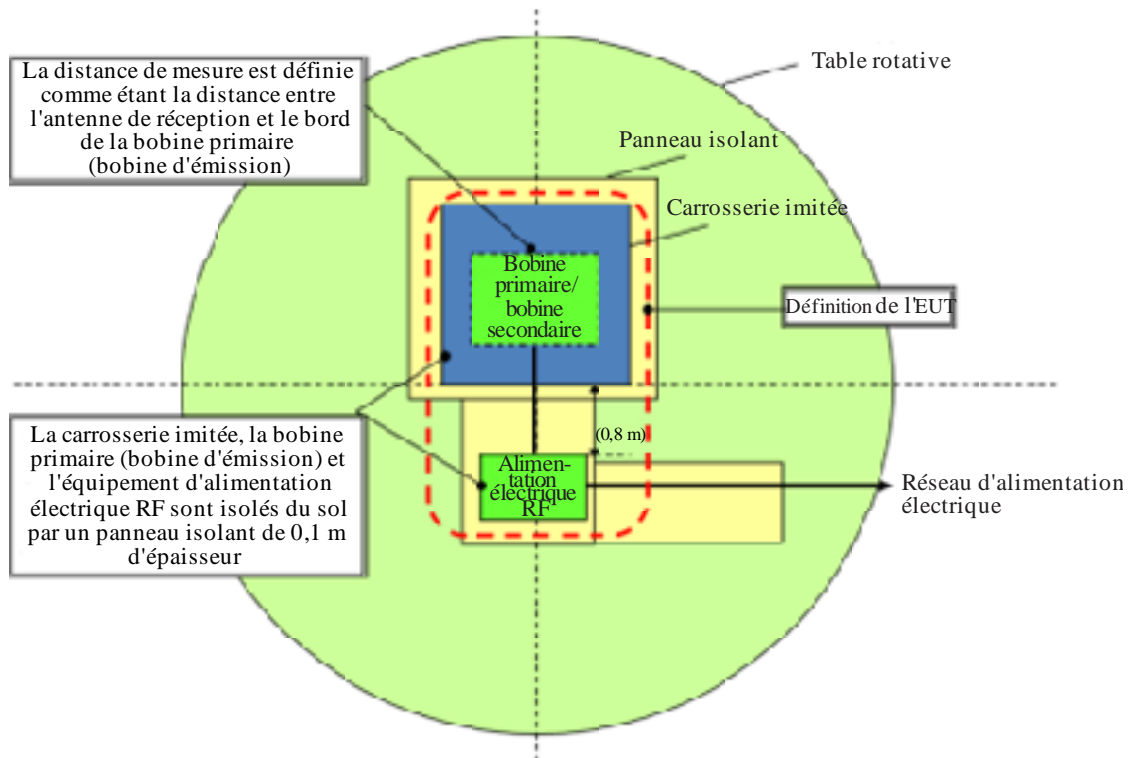 La distance de mesure est définie
comme étant la distance entre
l'antenne de réception et le bord
de la bobine primaire
(bobine d'émission)
Table rotative
Panneau isolant
Carrosserie imitée
Bobine
primaire/
bobine
secondaire
Définition de l'EUT
La carrosserie imitée, la bobine
primaire (bobine d'émission) et
l'équipement d'alimentation
électrique RF sont isolés du sol
par un panneau isolant de 0,1 m
d'épaisseur
(0,8 m)
Alimen-
tation
électrique
RF
Réseau d'alimentation
électrique